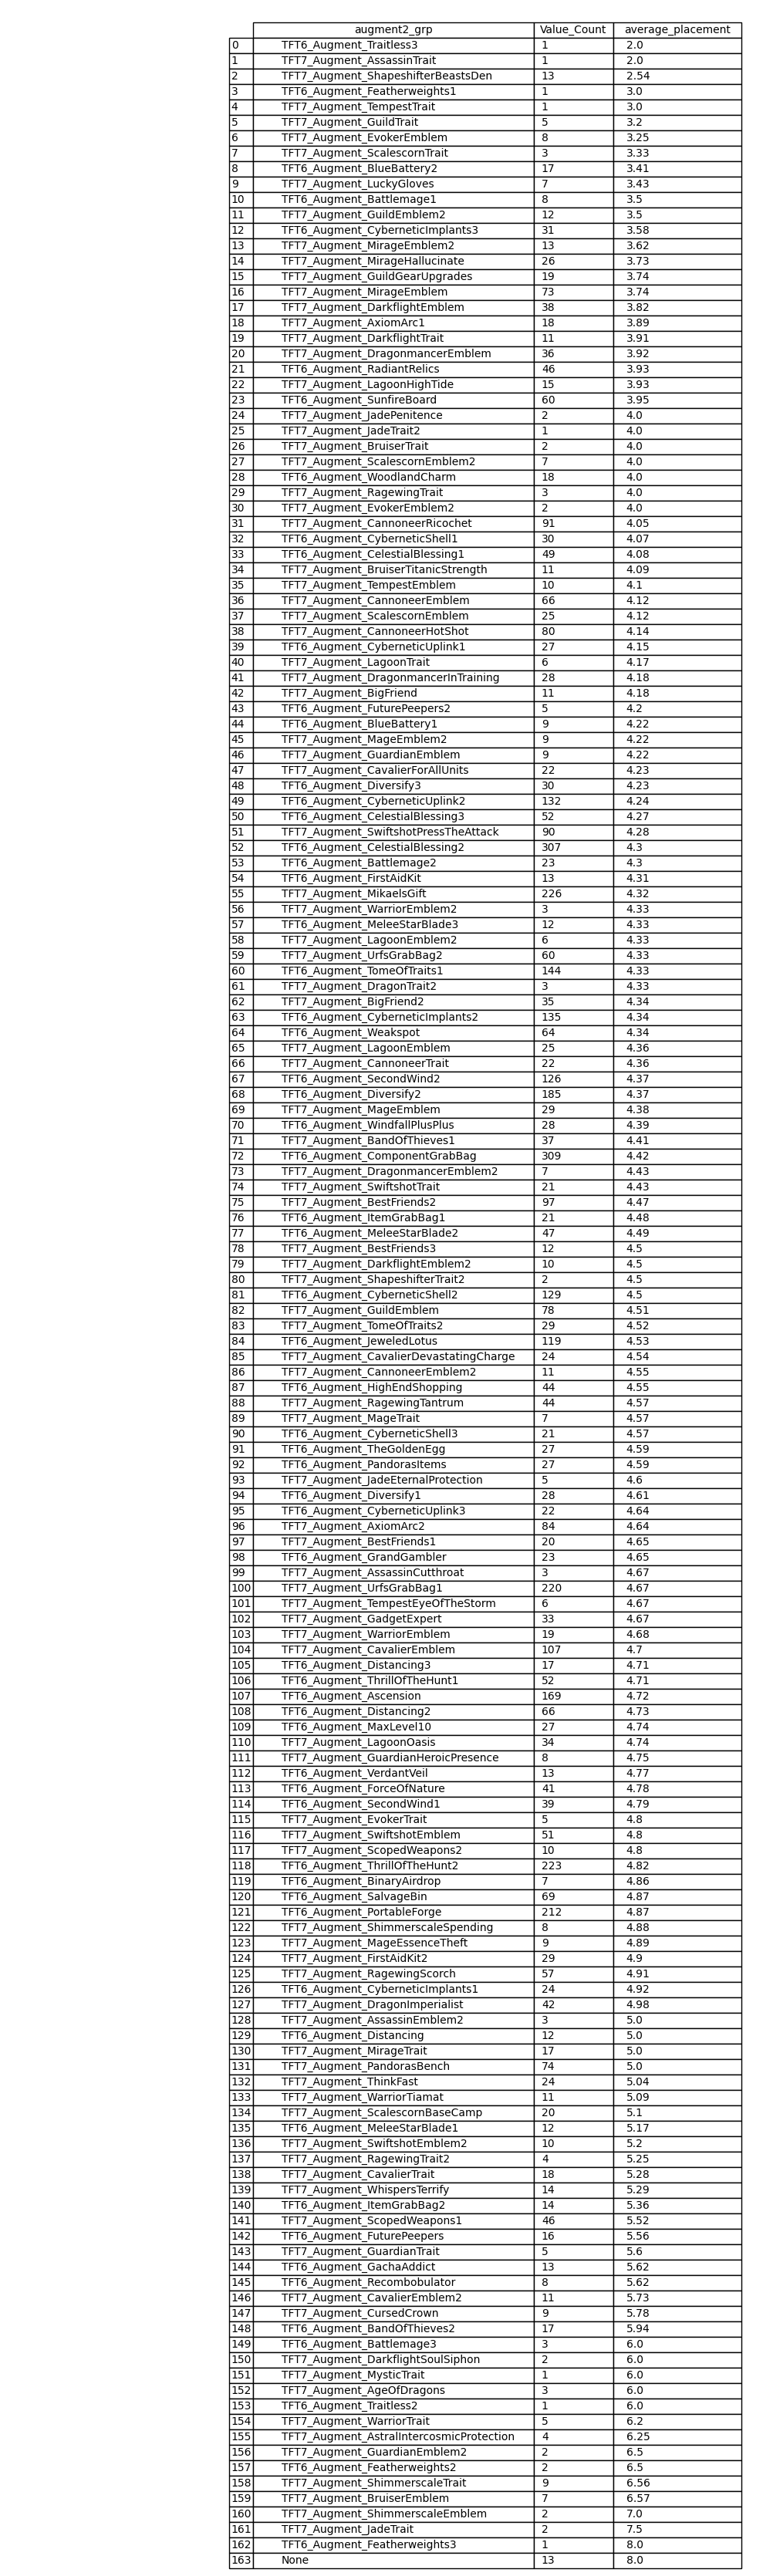 augment2_grp Value_Count average_placement
0 TFT6_Augment_Traitless3 1 2.0
1 TFT7_Augment_AssassinTrait 1 2.0
2 TFT7_Augment_ShapeshifterBeastsDen 13 2.54
3 TFT6_Augment_Featherweights1 1 3.0
4 TFT7_Augment_TempestTrait 1 3.0
5 TFT7_Augment_GuildTrait 5 3.2
6 TFT7_Augment_EvokerEmblem 8 3.25
7 TFT7_Augment_ScalescornTrait 3 3.33
8 TFT6_Augment_BlueBattery2 17 3.41
9 TFT7_Augment_LuckyGloves 7 3.43
10 TFT6_Augment_Battlemage1 8 3.5
11 TFT7_Augment_GuildEmblem2 12 3.5
12 TFT6_Augment_CyberneticImplants3 31 3.58
13 TFT7_Augment_MirageEmblem2 13 3.62
14 TFT7_Augment_MirageHallucinate 26 3.73
15 TFT7_Augment_GuildGearUpgrades 19 3.74
16 TFT7_Augment_MirageEmblem 73 3.74
17 TFT7_Augment_DarkflightEmblem 38 3.82
18 TFT7_Augment_AxiomArc1 18 3.89
19 TFT7_Augment_DarkflightTrait 11 3.91
20 TFT7_Augment_DragonmancerEmblem 36 3.92
21 TFT6_Augment_RadiantRelics 46 3.93
22 TFT7_Augment_LagoonHighTide 15 3.93
23 TFT6_Augment_SunfireBoard 60 3.95
24 TFT7_Augment_JadePenitence 2 4.0
25 TFT7_Augment_JadeTrait2 1 4.0
26 TFT7_Augment_BruiserTrait 2 4.0
27 TFT7_Augment_ScalescornEmblem2 7 4.0
28 TFT6_Augment_WoodlandCharm 18 4.0
29 TFT7_Augment_RagewingTrait 3 4.0
30 TFT7_Augment_EvokerEmblem2 2 4.0
31 TFT7_Augment_CannoneerRicochet 91 4.05
32 TFT6_Augment_CyberneticShell1 30 4.07
33 TFT6_Augment_CelestialBlessing1 49 4.08
34 TFT7_Augment_BruiserTitanicStrength 11 4.09
35 TFT7_Augment_TempestEmblem 10 4.1
36 TFT7_Augment_CannoneerEmblem 66 4.12
37 TFT7_Augment_ScalescornEmblem 25 4.12
38 TFT7_Augment_CannoneerHotShot 80 4.14
39 TFT6_Augment_CyberneticUplink1 27 4.15
40 TFT7_Augment_LagoonTrait 6 4.17
41 TFT7_Augment_DragonmancerInTraining 28 4.18
42 TFT7_Augment_BigFriend 11 4.18
43 TFT6_Augment_FuturePeepers2 5 4.2
44 TFT6_Augment_BlueBattery1 9 4.22
45 TFT7_Augment_MageEmblem2 9 4.22
46 TFT7_Augment_GuardianEmblem 9 4.22
47 TFT7_Augment_CavalierForAllUnits 22 4.23
48 TFT6_Augment_Diversify3 30 4.23
49 TFT6_Augment_CyberneticUplink2 132 4.24
50 TFT6_Augment_CelestialBlessing3 52 4.27
51 TFT7_Augment_SwiftshotPressTheAttack 90 4.28
52 TFT6_Augment_CelestialBlessing2 307 4.3
53 TFT6_Augment_Battlemage2 23 4.3
54 TFT6_Augment_FirstAidKit 13 4.31
55 TFT7_Augment_MikaelsGift 226 4.32
56 TFT7_Augment_WarriorEmblem2 3 4.33
57 TFT6_Augment_MeleeStarBlade3 12 4.33
58 TFT7_Augment_LagoonEmblem2 6 4.33
59 TFT7_Augment_UrfsGrabBag2 60 4.33
60 TFT6_Augment_TomeOfTraits1 144 4.33
61 TFT7_Augment_DragonTrait2 3 4.33
62 TFT7_Augment_BigFriend2 35 4.34
63 TFT6_Augment_CyberneticImplants2 135 4.34
64 TFT6_Augment_Weakspot 64 4.34
65 TFT7_Augment_LagoonEmblem 25 4.36
66 TFT7_Augment_CannoneerTrait 22 4.36
67 TFT6_Augment_SecondWind2 126 4.37
68 TFT6_Augment_Diversify2 185 4.37
69 TFT7_Augment_MageEmblem 29 4.38
70 TFT6_Augment_WindfallPlusPlus 28 4.39
71 TFT7_Augment_BandOfThieves1 37 4.41
72 TFT6_Augment_ComponentGrabBag 309 4.42
73 TFT7_Augment_DragonmancerEmblem2 7 4.43
74 TFT7_Augment_SwiftshotTrait 21 4.43
75 TFT7_Augment_BestFriends2 97 4.47
76 TFT6_Augment_ItemGrabBag1 21 4.48
77 TFT6_Augment_MeleeStarBlade2 47 4.49
78 TFT7_Augment_BestFriends3 12 4.5
79 TFT7_Augment_DarkflightEmblem2 10 4.5
80 TFT7_Augment_ShapeshifterTrait2 2 4.5
81 TFT6_Augment_CyberneticShell2 129 4.5
82 TFT7_Augment_GuildEmblem 78 4.51
83 TFT7_Augment_TomeOfTraits2 29 4.52
84 TFT6_Augment_JeweledLotus 119 4.53
85 TFT7_Augment_CavalierDevastatingCharge 24 4.54
86 TFT7_Augment_CannoneerEmblem2 11 4.55
87 TFT6_Augment_HighEndShopping 44 4.55
88 TFT7_Augment_RagewingTantrum 44 4.57
89 TFT7_Augment_MageTrait 7 4.57
90 TFT6_Augment_CyberneticShell3 21 4.57
91 TFT6_Augment_TheGoldenEgg 27 4.59
92 TFT6_Augment_PandorasItems 27 4.59
93 TFT7_Augment_JadeEternalProtection 5 4.6
94 TFT6_Augment_Diversify1 28 4.61
95 TFT6_Augment_CyberneticUplink3 22 4.64
96 TFT7_Augment_AxiomArc2 84 4.64
97 TFT7_Augment_BestFriends1 20 4.65
98 TFT6_Augment_GrandGambler 23 4.65
99 TFT7_Augment_AssassinCutthroat 3 4.67
100 TFT7_Augment_UrfsGrabBag1 220 4.67
101 TFT7_Augment_TempestEyeOfTheStorm 6 4.67
102 TFT7_Augment_GadgetExpert 33 4.67
103 TFT7_Augment_WarriorEmblem 19 4.68
104 TFT7_Augment_CavalierEmblem 107 4.7
105 TFT6_Augment_Distancing3 17 4.71
106 TFT6_Augment_ThrillOfTheHunt1 52 4.71
107 TFT6_Augment_Ascension 169 4.72
108 TFT6_Augment_Distancing2 66 4.73
109 TFT6_Augment_MaxLevel10 27 4.74
110 TFT7_Augment_LagoonOasis 34 4.74
111 TFT7_Augment_GuardianHeroicPresence 8 4.75
112 TFT6_Augment_VerdantVeil 13 4.77
113 TFT6_Augment_ForceOfNature 41 4.78
114 TFT6_Augment_SecondWind1 39 4.79
115 TFT7_Augment_EvokerTrait 5 4.8
116 TFT7_Augment_SwiftshotEmblem 51 4.8
117 TFT7_Augment_ScopedWeapons2 10 4.8
118 TFT6_Augment_ThrillOfTheHunt2 223 4.82
119 TFT6_Augment_BinaryAirdrop 7 4.86
120 TFT6_Augment_SalvageBin 69 4.87
121 TFT6_Augment_PortableForge 212 4.87
122 TFT7_Augment_ShimmerscaleSpending 8 4.88
123 TFT7_Augment_MageEssenceTheft 9 4.89
124 TFT7_Augment_FirstAidKit2 29 4.9
125 TFT7_Augment_RagewingScorch 57 4.91
126 TFT6_Augment_CyberneticImplants1 24 4.92
127 TFT7_Augment_DragonImperialist 42 4.98
128 TFT7_Augment_AssassinEmblem2 3 5.0
129 TFT6_Augment_Distancing 12 5.0
130 TFT7_Augment_MirageTrait 17 5.0
131 TFT7_Augment_PandorasBench 74 5.0
132 TFT7_Augment_ThinkFast 24 5.04
133 TFT7_Augment_WarriorTiamat 11 5.09
134 TFT7_Augment_ScalescornBaseCamp 20 5.1
135 TFT6_Augment_MeleeStarBlade1 12 5.17
136 TFT7_Augment_SwiftshotEmblem2 10 5.2
137 TFT7_Augment_RagewingTrait2 4 5.25
138 TFT7_Augment_CavalierTrait 18 5.28
139 TFT7_Augment_WhispersTerrify 14 5.29
140 TFT6_Augment_ItemGrabBag2 14 5.36
141 TFT7_Augment_ScopedWeapons1 46 5.52
142 TFT6_Augment_FuturePeepers 16 5.56
143 TFT7_Augment_GuardianTrait 5 5.6
144 TFT6_Augment_GachaAddict 13 5.62
145 TFT6_Augment_Recombobulator 8 5.62
146 TFT7_Augment_CavalierEmblem2 11 5.73
147 TFT7_Augment_CursedCrown 9 5.78
148 TFT6_Augment_BandOfThieves2 17 5.94
149 TFT6_Augment_Battlemage3 3 6.0
150 TFT7_Augment_DarkflightSoulSiphon 2 6.0
151 TFT7_Augment_MysticTrait 1 6.0
152 TFT7_Augment_AgeOfDragons 3 6.0
153 TFT6_Augment_Traitless2 1 6.0
154 TFT7_Augment_WarriorTrait 5 6.2
155 TFT7_Augment_AstralIntercosmicProtection 4 6.25
156 TFT7_Augment_GuardianEmblem2 2 6.5
157 TFT6_Augment_Featherweights2 2 6.5
158 TFT7_Augment_ShimmerscaleTrait 9 6.56
159 TFT7_Augment_BruiserEmblem 7 6.57
160 TFT7_Augment_ShimmerscaleEmblem 2 7.0
161 TFT7_Augment_JadeTrait 2 7.5
162 TFT6_Augment_Featherweights3 1 8.0
163 None 13 8.0